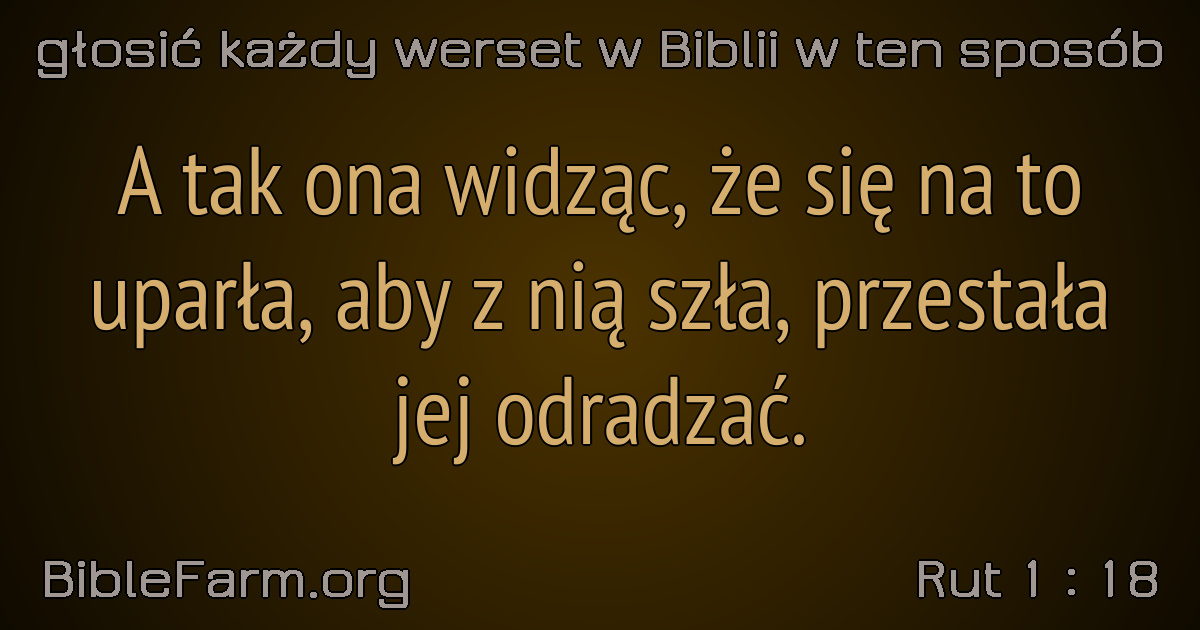 głosić każdy werset w Biblii w ten sposób
A tak ona widząc, że się na to
uparła, aby z nią szła, przestała
jej odradzać.
BibleFarm.org
Rut 1 : 18